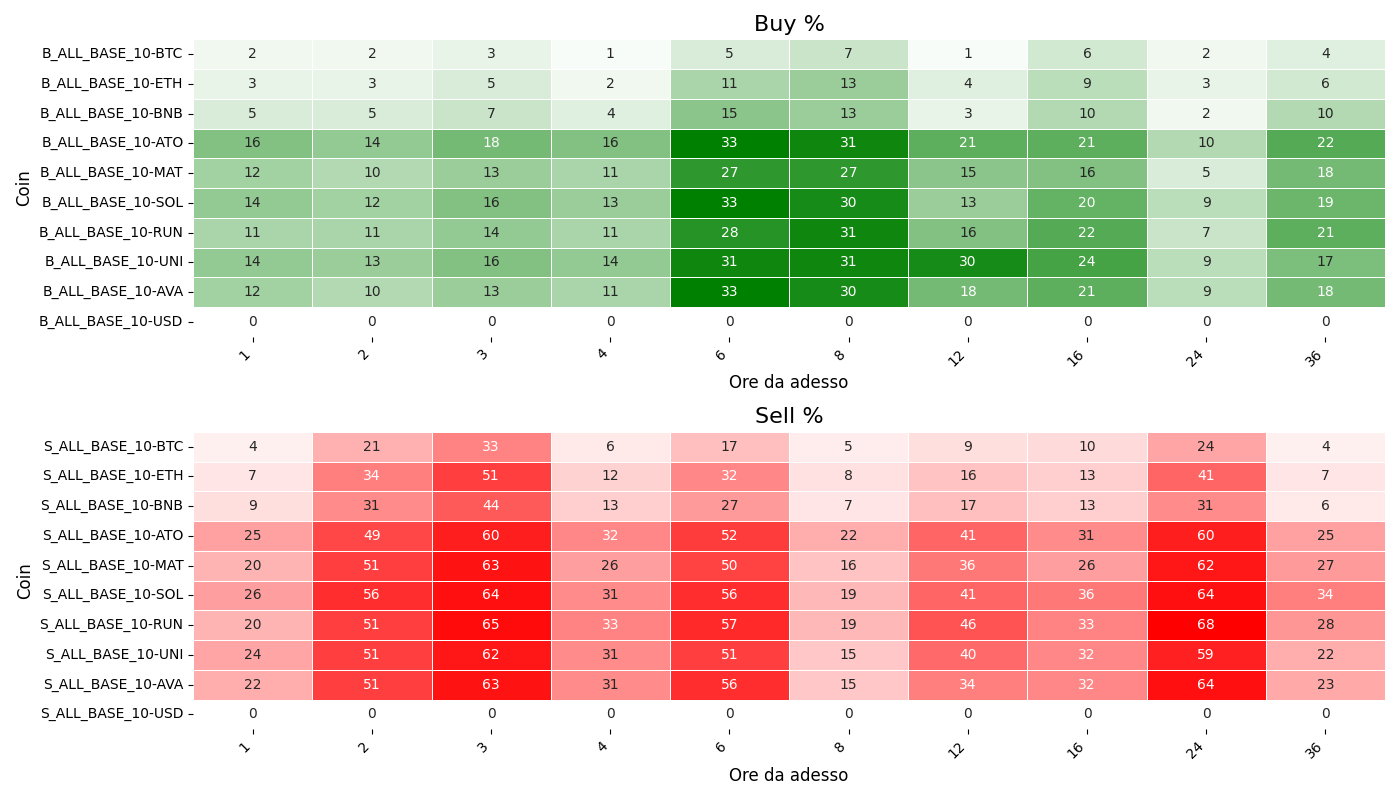 Buy %
B_ALL_BASE_10-BTC 2 2 3 1 5 7 1 6 2 4
B_ALL_BASE_10-ETH 3 3 5 2 11 13 4 9 3 6
B_ALL_BASE_10-BNB 5 5 7 4 15 13 3 10 2 10
B_ALL_BASE_10-ATO 16 14 18 16 33 31 21 21 10 22
B_ALL_BASE_10-MAT 12 10 13 11 27 27 15 16 5 18
B_ALL_BASE_10-SOL 14 12 16 13 33 30 13 20 9 19
B_ALL_BASE_10-RUN 11 11 14 11 28 31 16 22 7 21
B_ALL_BASE_10-UNI 14 13 16 14 31 31 30 24 9 17
B_ALL_BASE_10-AVA 12 10 13 11 33 30 18 21 9 18
B_ALL_BASE_10-USD 0 0 0 0 0 0 0 0 0 0
Coin
1 2 3 4 6 8 12 16 24 36
Ore da adesso
Sell %
S_ALL_BASE_10-BTC 4 21 33 6 17 5 9 10 24 4
S_ALL_BASE_10-ETH 7 34 51 12 32 8 16 13 41 7
S_ALL_BASE_10-BNB 9 31 44 13 27 7 17 13 31 6
S_ALL_BASE_10-ATO 25 49 60 32 52 22 41 31 60 25
S_ALL_BASE_10-MAT 20 51 63 26 50 16 36 26 62 27
S_ALL_BASE_10-SOL 26 56 64 31 56 19 41 36 64 34
S_ALL_BASE_10-RUN 20 51 65 33 57 19 46 33 68 28
S_ALL_BASE_10-UNI 24 51 62 31 51 15 40 32 59 22
S_ALL_BASE_10-AVA 22 51 63 31 56 15 34 32 64 23
S_ALL_BASE_10-USD 0 0 0 0 0 0 0 0 0 0
Coin
1 2 3 4 6 8 12 16 24 36
Ore da adesso